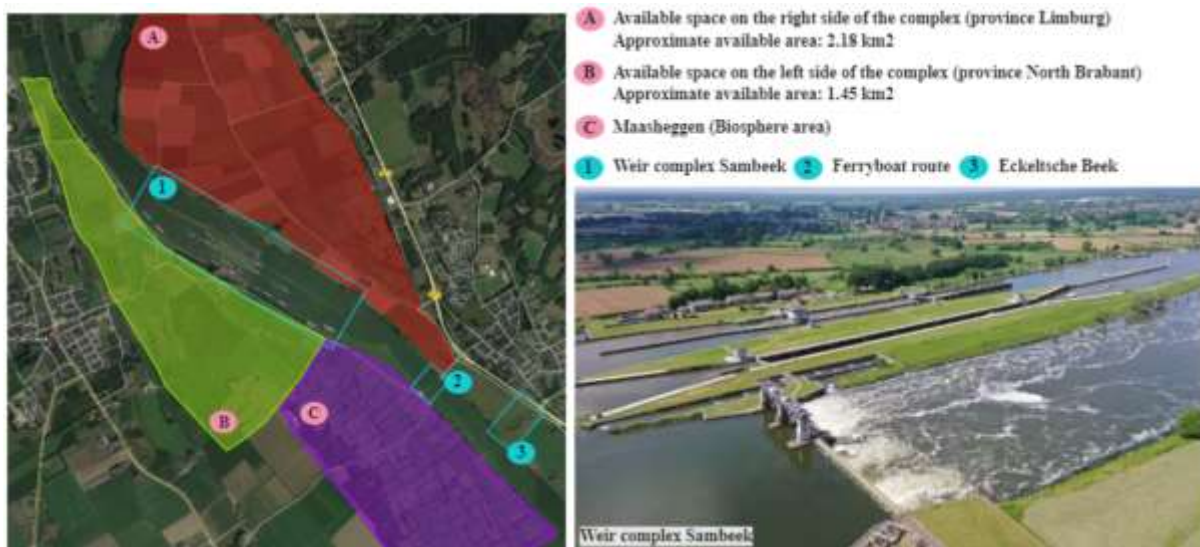 A Available space on the right side of the complex (province Limburg)
Approximate available area: 2.18 km2
B Available space on the left side of the complex (province North Brabant)
Approximate available area: 1.45 km2
C Maasheggen (Biosphere area)
1 Weir complex Sambeek 2 Ferryboat route 3 Eckeltsche Beek
A
1
2
B
C
3
Weir complex Sambeek